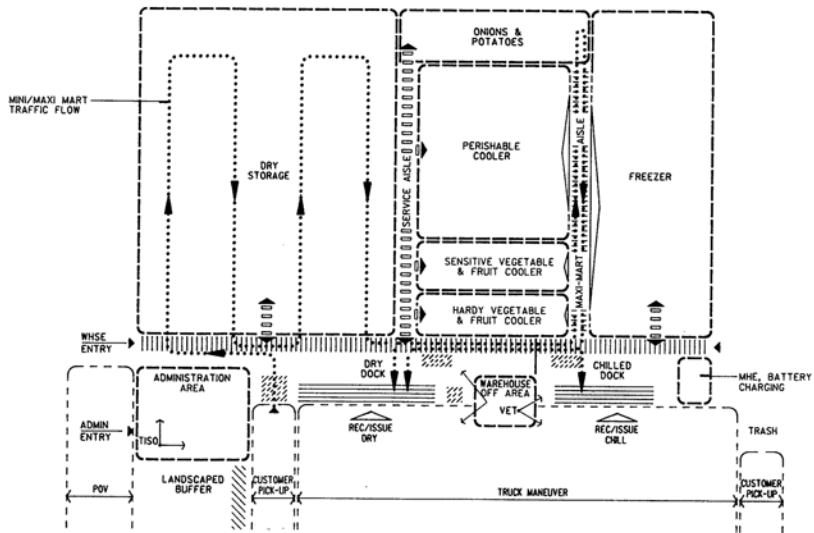 ONIONS &
POTATOES
MINI/MAXI MART
TRAFFIC FLOW
DRY
STORAGE
SERVICE AISLE
PERISHABLE
COOLER
MAXI-MART AISLE
FREEZER
SENSITIVE VEGETABLE
& FRUIT COOLER
HARDY VEGETABLE
& FRUIT COOLER
WHSE
ENTRY
DRY
DOCK
CHILLED
DOCK
ADMINISTRATION
AREA
WAREHOUSE
OFF AREA
VET
MHE, BATTERY
CHARGING
ADMIN
ENTRY
TISO
REC/ISSUE
DRY
REC/ISSUE
CHILL
TRASH
LANDSCAPED
BUFFER
POV
CUSTOMER
PICK-UP
TRUCK MANEUVER
CUSTOMER
PICK-UP